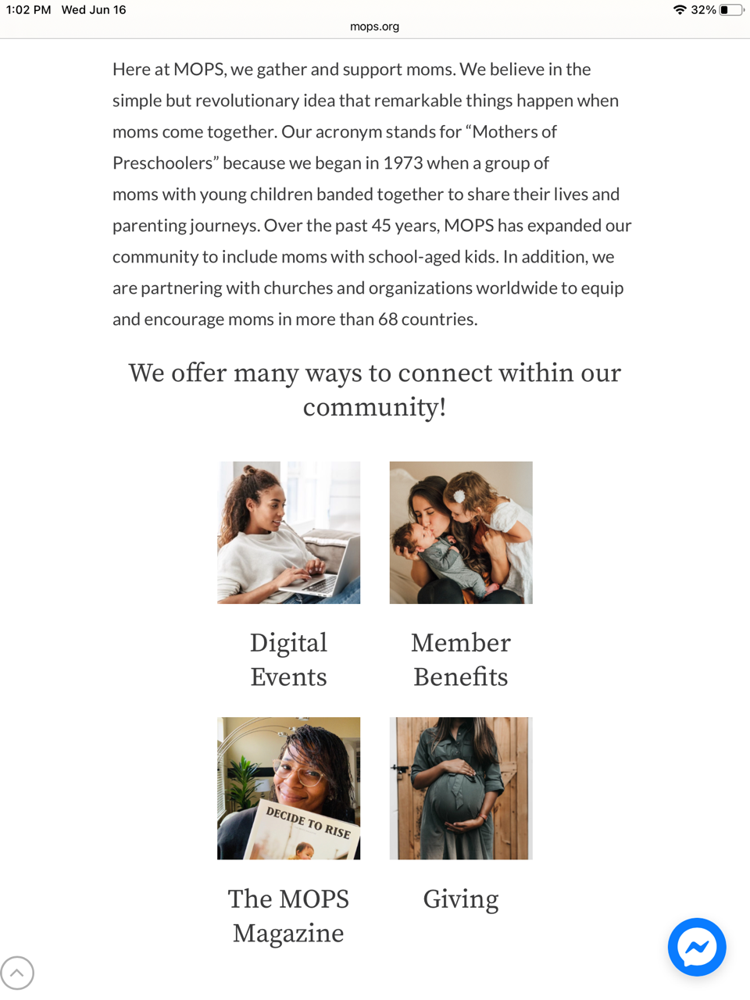 1:02 PM Wed Jun 16
32%
mops.org
Here at MOPS, we gather and support moms. We believe in the
simple but revolutionary idea that remarkable things happen when
moms come together. Our acronym stands for “Mothers of
Preschoolers” because we began in 1973 when a group of
moms with young children banded together to share their lives and
parenting journeys. Over the past 45 years, MOPS has expanded our
community to include moms with school-aged kids. In addition, we
are partnering with churches and organizations worldwide to equip
and encourage moms in more than 68 countries.
We offer many ways to connect within our
community!
Digital
Events
Member
Benefits
DECIDE TO RISE
The MOPS
Magazine
Giving